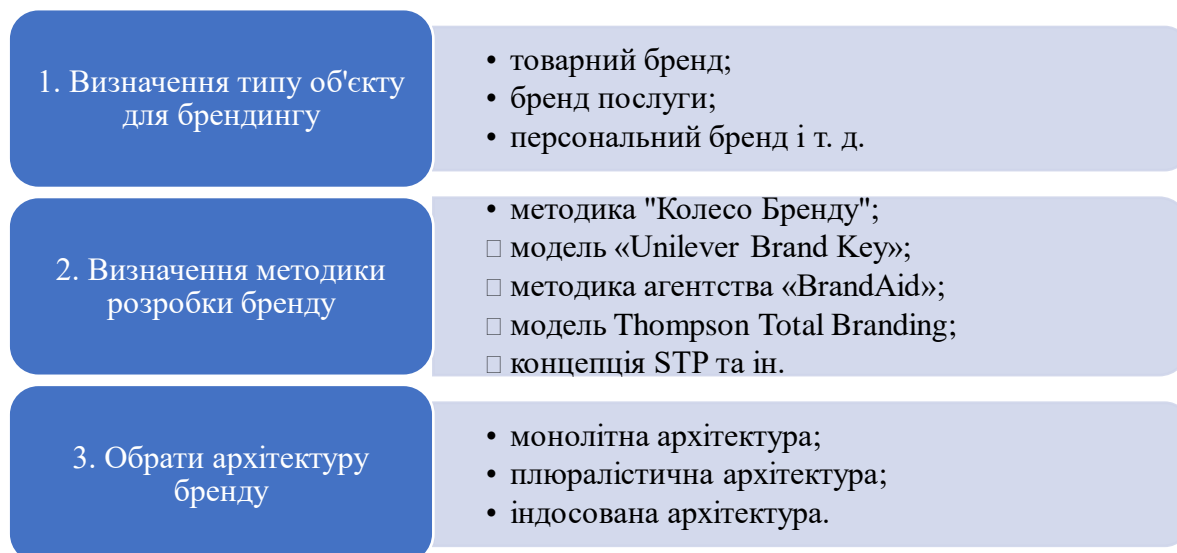 1. Визначення типу об'єкту
для брендингу
• товарний бренд;
• бренд послуги;
• персональний бренд і т. д.
2. Визначення методики
розробки бренду
• методика "Колесо Бренду";
□ модель «Unilever Brand Key»;
□ методика агентства «BrandAid»;
□ модель Thompson Total Branding;
□ концепція STP та ін.
3. Обрати архітектуру
бренду
• монолітна архітектура;
• плюралістична архітектура;
• індосована архітектура.